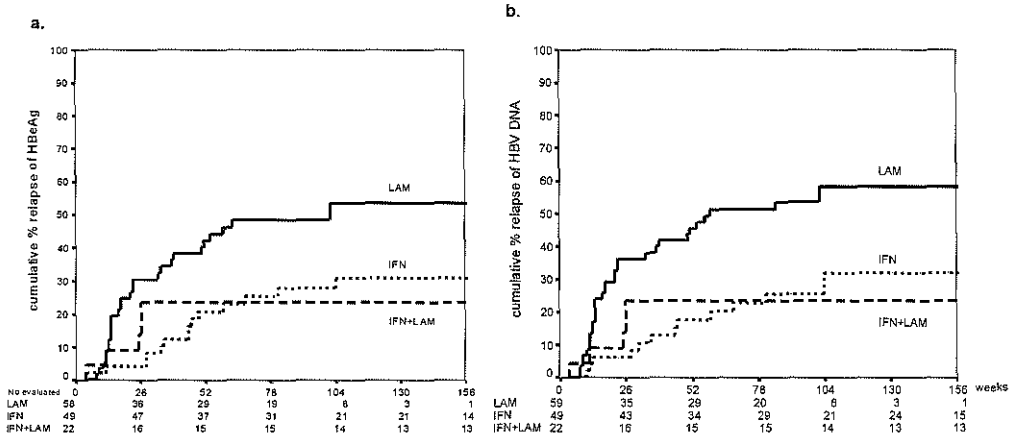 a.
cumulative % relapse of HBeAg
100
90
80
70
60
50
40
30
20
10
0
LAM
IFN
IFN+LAM
0 26 52 78 104 130 156
No evaluated
LAM 58 36 29 19 6 3 1
IFN 49 47 37 31 21 21 14
IFN+LAM 22 16 15 15 14 13 13
b.
cumulative % relapse of HBV DNA
100
90
80
70
60
50
40
30
20
10
0
LAM
IFN
IFN+LAM
0 26 52 78 104 130 156 weeks
LAM 59 35 29 20 6 3 1
IFN 49 43 34 29 21 24 15
IFN+LAM 22 16 15 15 14 13 13